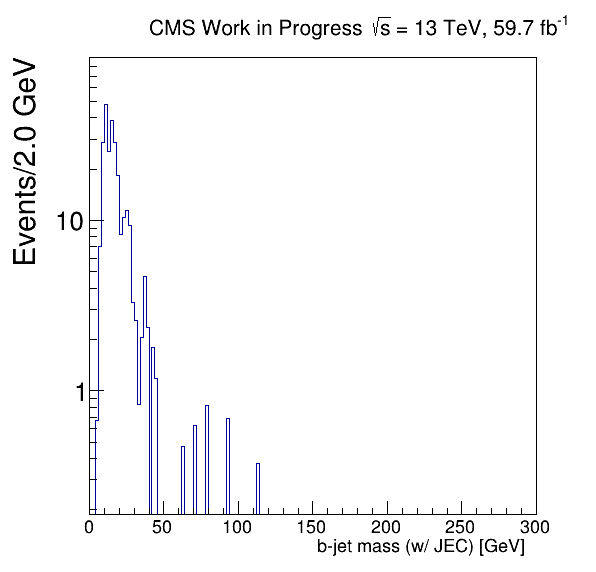 CMS Work in Progress √s = 13 TeV, 59.7 fb⁻¹
Events/2.0 GeV
10
1
0 50 100 150 200 250 300
b-jet mass (w/ JEC) [GeV]